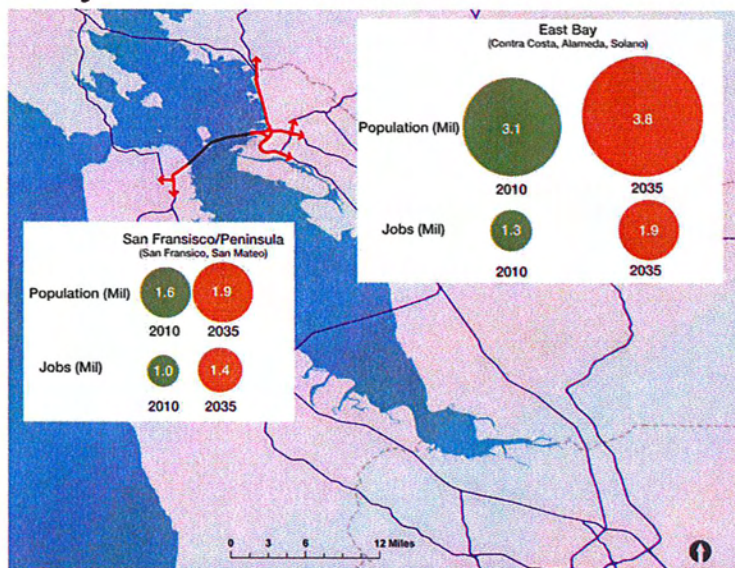 East Bay
(Contra Costa, Alameda, Solano)
Population (Mil)
3.1
3.8
2010
2035
Jobs (Mil)
1.3
1.9
2010
2035
San Fransisco/Peninsula
(San Fransico, San Mateo)
Population (Mil)
1.6
1.9
2010
2035
Jobs (Mil)
1.0
1.4
2010
2035
0 3 6 12 Miles